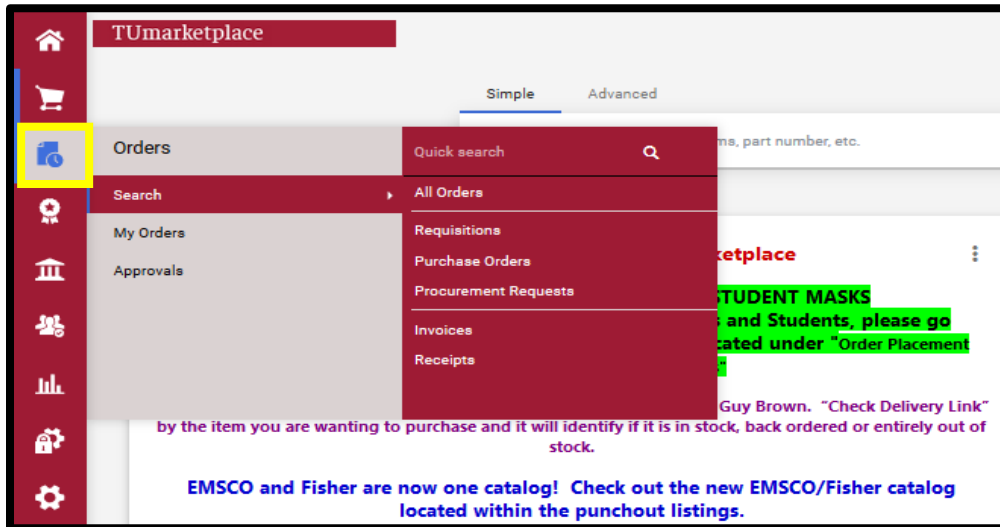 TUmarketplace
Simple Advanced
Orders
Quick search
ms, part number, etc.
Search
All Orders
My Orders
Requisitions
Approvals
Purchase Orders
Procurement Requests
Invoices
Receipts
ketplace
STUDENT MASKS
s and Students, please go
cated under "Order Placement
"
Guy Brown. “Check Delivery Link”
by the item you are wanting to purchase and it will identify if it is in stock, back ordered or entirely out of
stock.
EMSCO and Fisher are now one catalog! Check out the new EMSCO/Fisher catalog
located within the punchout listings.